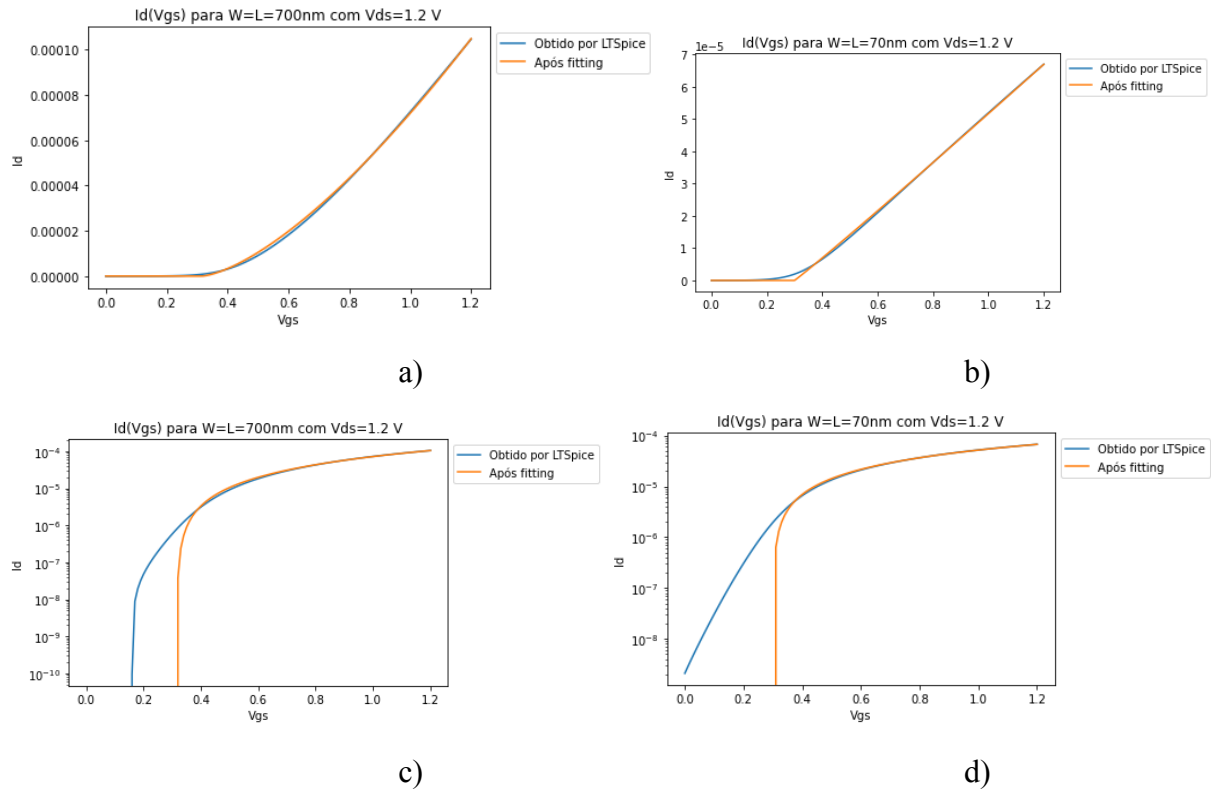 Id(Vgs) para W=L=700nm com Vds=1.2 V
Obtido por LTSpice
Após fitting
0.00010
0.00008
0.00006
0.00004
0.00002
0.00000
Id
0.0 0.2 0.4 0.6 0.8 1.0 1.2
Vgs
a)
1e-5
Id(Vgs) para W=L=70nm com Vds=1.2 V
Obtido por LTSpice
Após fitting
7
6
5
4
3
2
1
0
Id
0.0 0.2 0.4 0.6 0.8 1.0 1.2
Vgs
b)
Id(Vgs) para W=L=700nm com Vds=1.2 V
Obtido por LTSpice
Após fitting
10⁻⁴
10⁻⁵
10⁻⁶
10⁻⁷
10⁻⁸
10⁻⁹
10⁻¹⁰
Id
0.0 0.2 0.4 0.6 0.8 1.0 1.2
Vgs
c)
Id(Vgs) para W=L=70nm com Vds=1.2 V
Obtido por LTSpice
Após fitting
10⁻⁴
10⁻⁵
10⁻⁶
10⁻⁷
10⁻⁸
Id
0.0 0.2 0.4 0.6 0.8 1.0 1.2
Vgs
d)